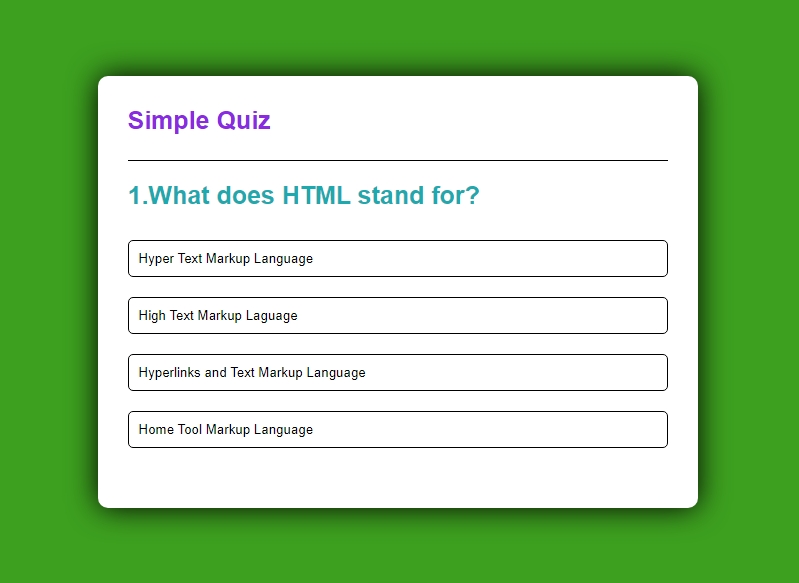 Simple Quiz
1.What does HTML stand for?
Hyper Text Markup Language
High Text Markup Laguage
Hyperlinks and Text Markup Language
Home Tool Markup Language